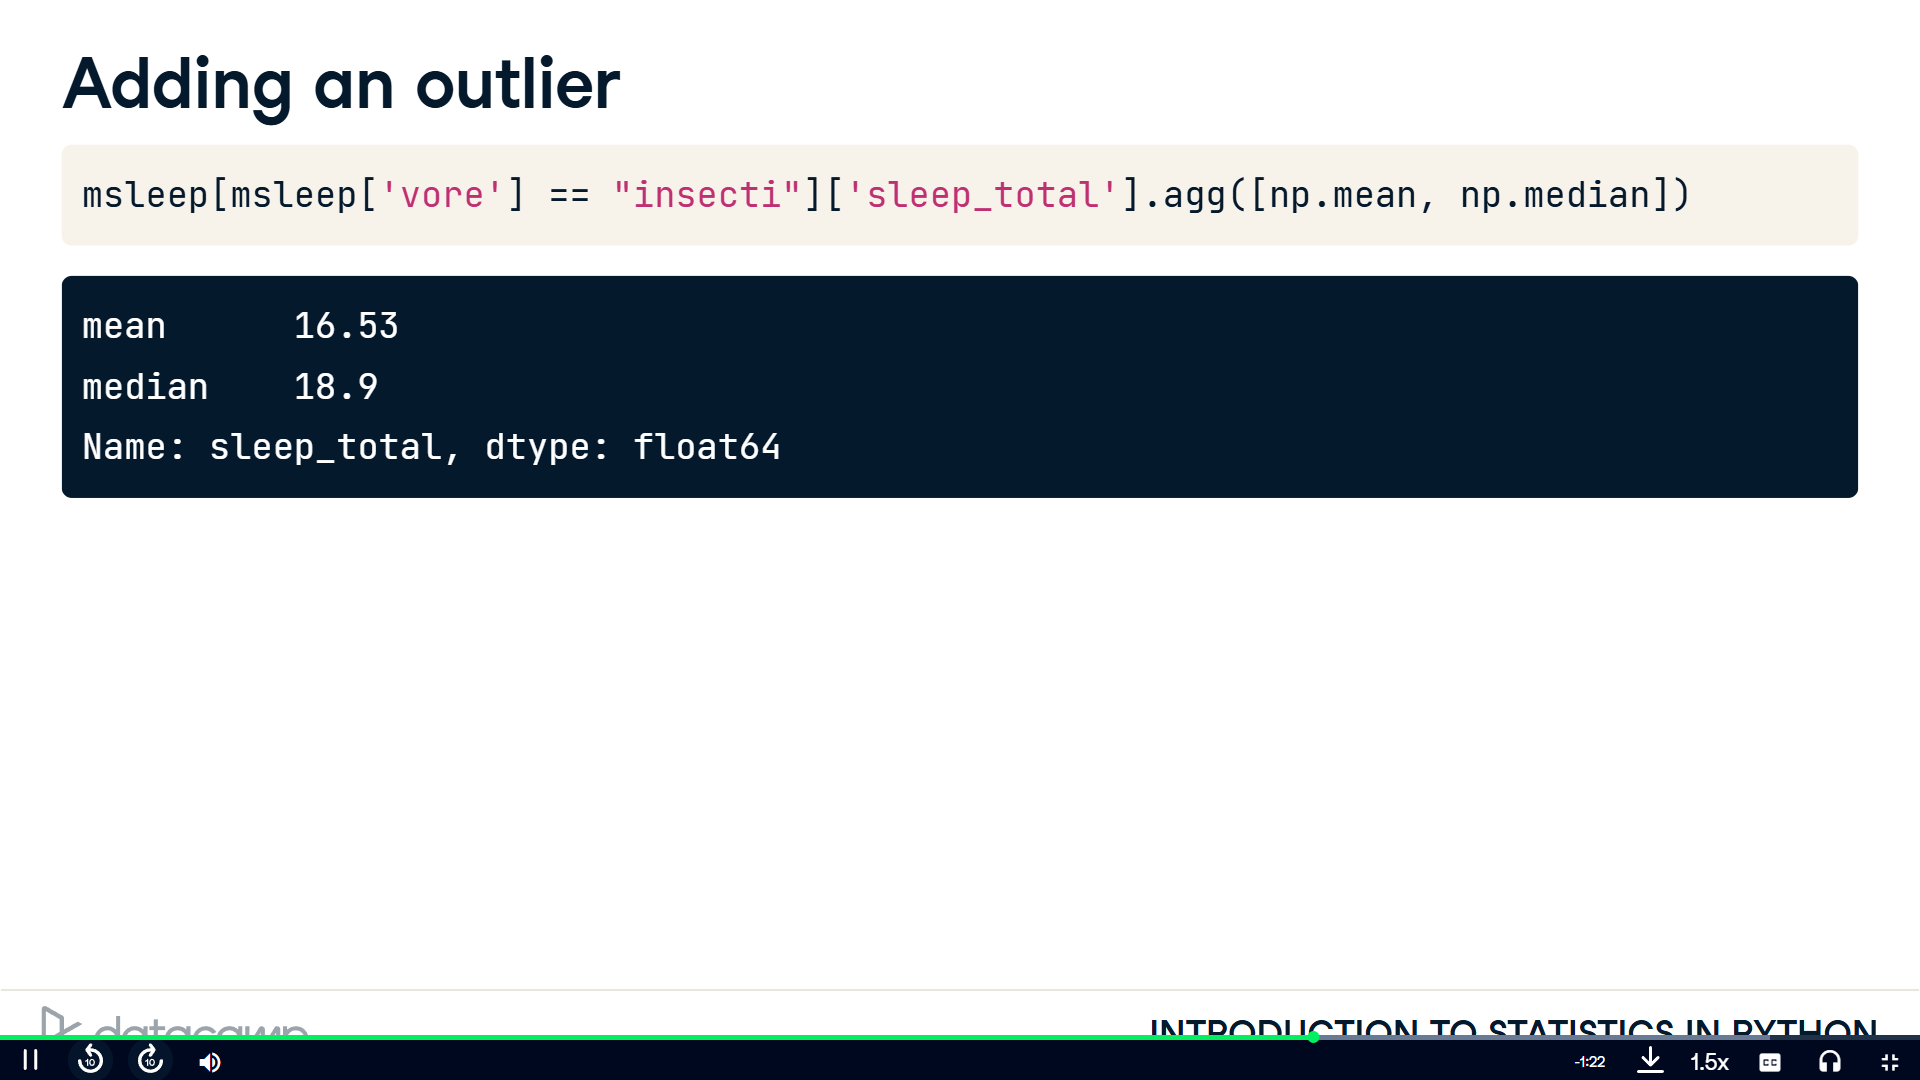 Adding an outlier
msleep[msleep['vore'] == "insecti"]['sleep_total'].agg([np.mean, np.median])
mean      16.53
median    18.9
Name: sleep_total, dtype: float64
datacamp
INTRODUCTION TO STATISTICS IN PYTHON
10
10
-1:22
1.5x
CC